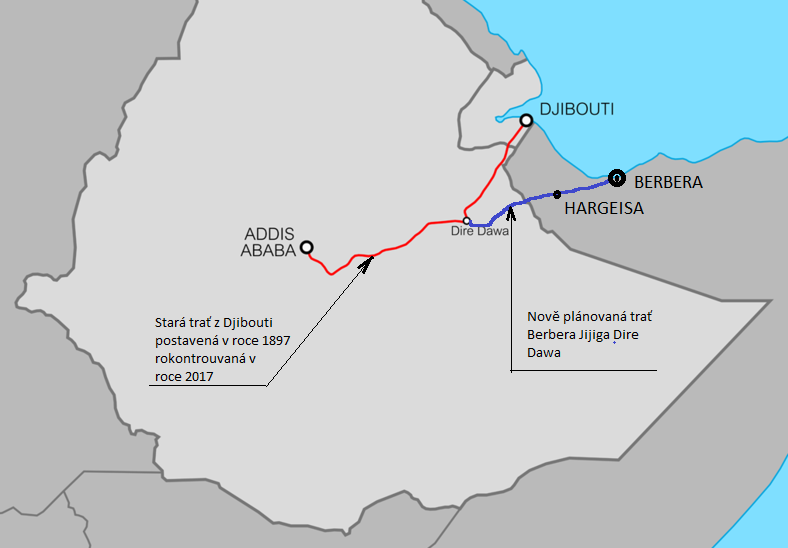 DJIBOUTI
BERBERA
HARGEISA
ADDIS
ABABA
Dire Dawa
Stará trať z Djibouti
postavená v roce 1897
rokontrouvaná v
roce 2017
Nově plánovaná trať
Berbera Jijiga Dire
Dawa